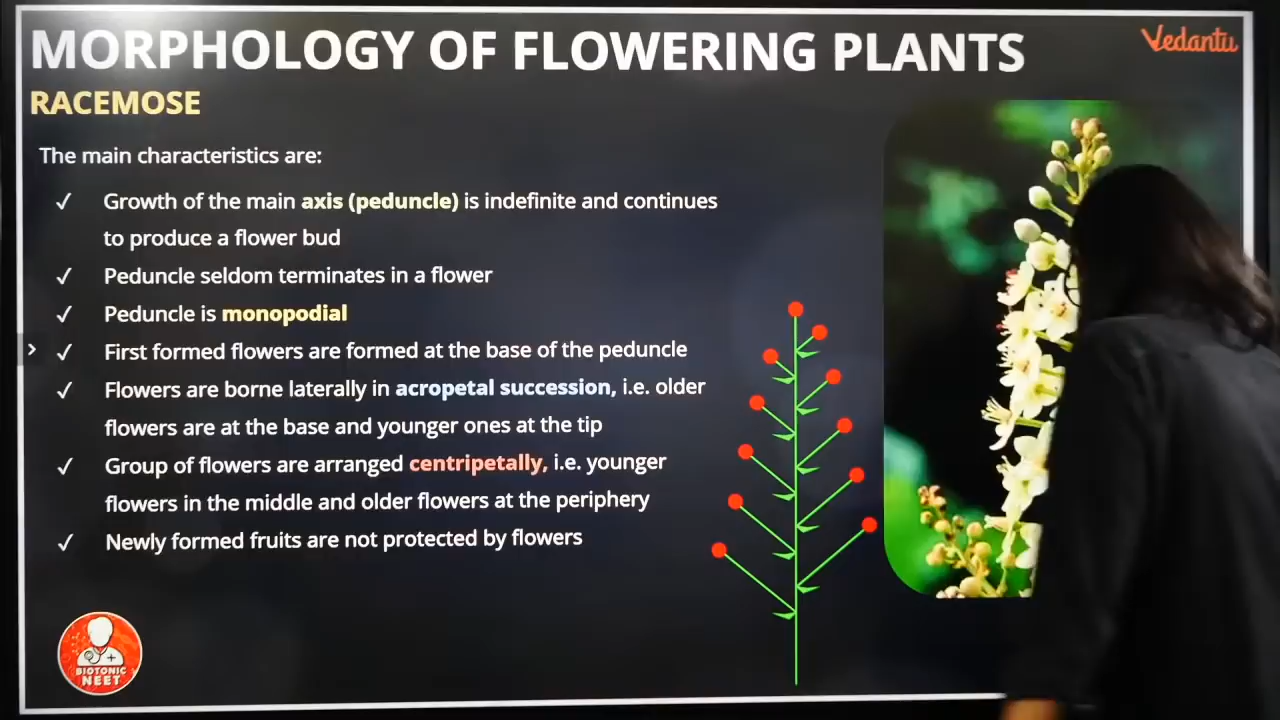 MORPHOLOGY OF FLOWERING PLANTS
Vedantu
RACEMOSE
The main characteristics are:
✓ Growth of the main axis (peduncle) is indefinite and continues
to produce a flower bud
✓ Peduncle seldom terminates in a flower
✓ Peduncle is monopodial
✓ First formed flowers are formed at the base of the peduncle
✓ Flowers are borne laterally in acropetal succession, i.e. older
flowers are at the base and younger ones at the tip
✓ Group of flowers are arranged centripetally, i.e. younger
flowers in the middle and older flowers at the periphery
✓ Newly formed fruits are not protected by flowers
BIOTONIC
NEET